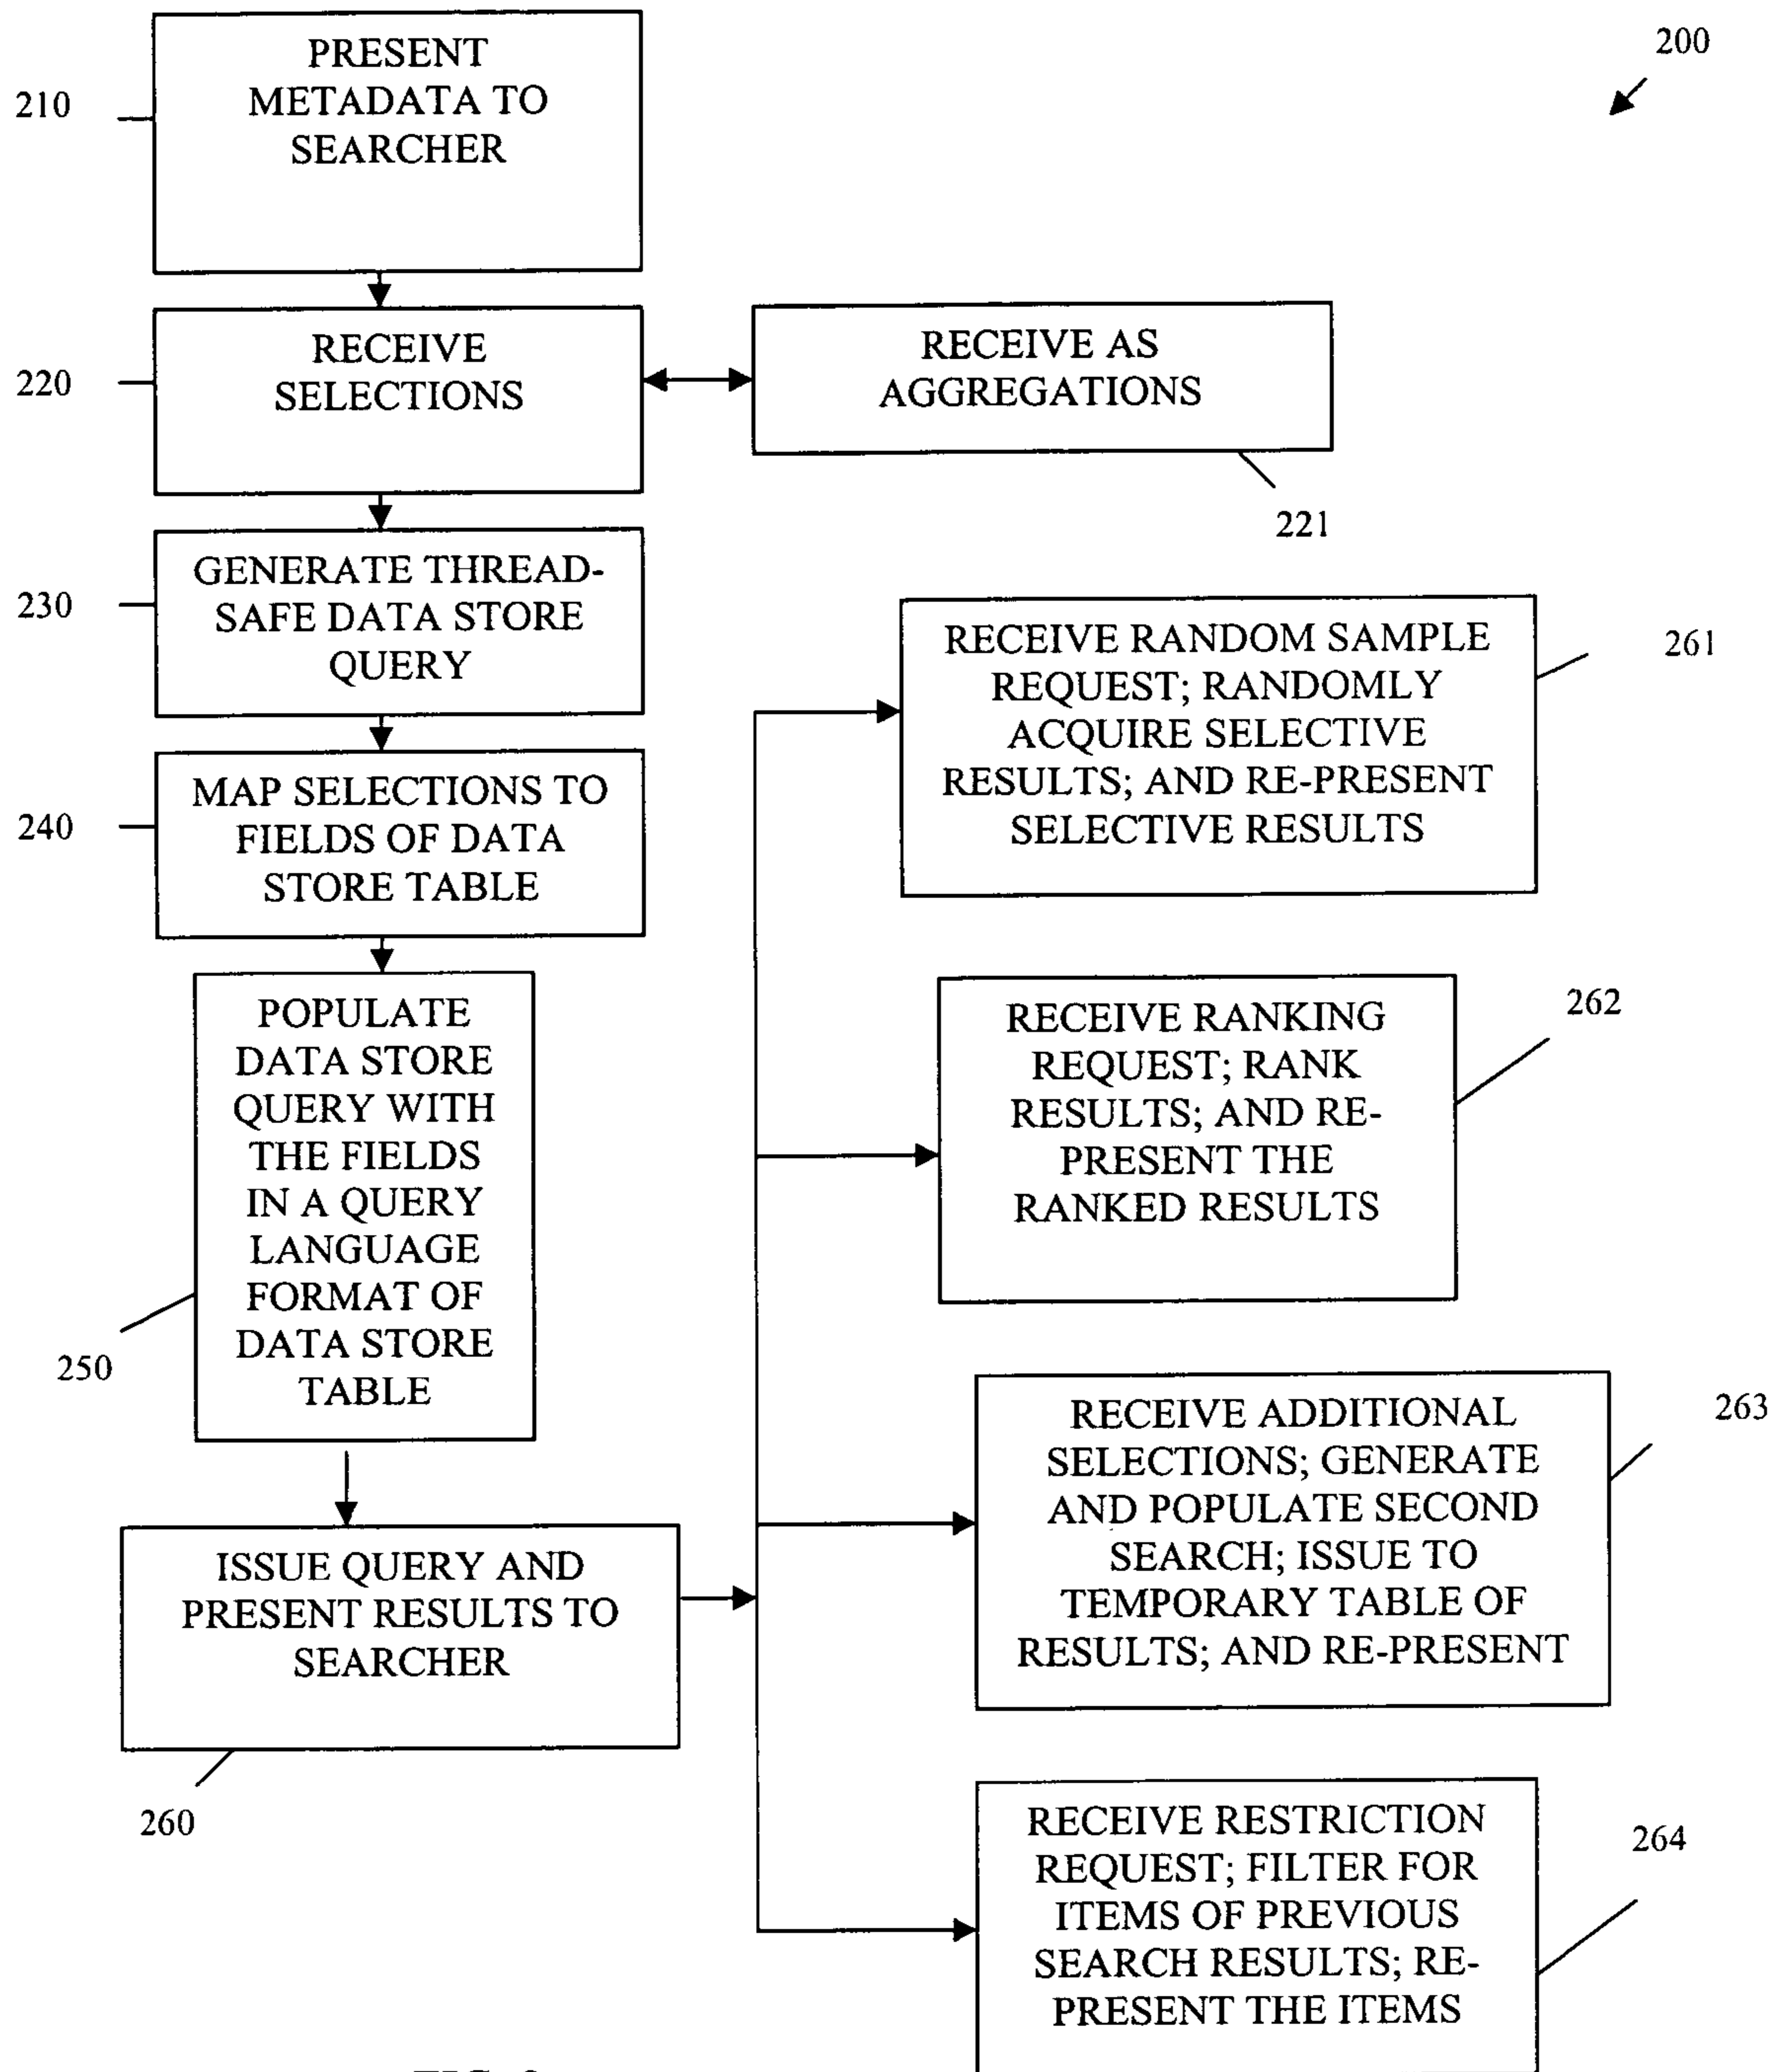 200
PRESENT
METADATA TO
SEARCHER
210
RECEIVE
SELECTIONS
220
RECEIVE AS
AGGREGATIONS
221
GENERATE THREAD-
SAFE DATA STORE
QUERY
230
MAP SELECTIONS TO
FIELDS OF DATA
STORE TABLE
240
POPULATE
DATA STORE
QUERY WITH
THE FIELDS
IN A QUERY
LANGUAGE
FORMAT OF
DATA STORE
TABLE
250
ISSUE QUERY AND
PRESENT RESULTS TO
SEARCHER
260
RECEIVE RANDOM SAMPLE
REQUEST; RANDOMLY
ACQUIRE SELECTIVE
RESULTS; AND RE-PRESENT
SELECTIVE RESULTS
261
RECEIVE RANKING
REQUEST; RANK
RESULTS; AND RE-
PRESENT THE
RANKED RESULTS
262
RECEIVE ADDITIONAL
SELECTIONS; GENERATE
AND POPULATE SECOND
SEARCH; ISSUE TO
TEMPORARY TABLE OF
RESULTS; AND RE-PRESENT
263
RECEIVE RESTRICTION
REQUEST; FILTER FOR
ITEMS OF PREVIOUS
SEARCH RESULTS; RE-
PRESENT THE ITEMS
264